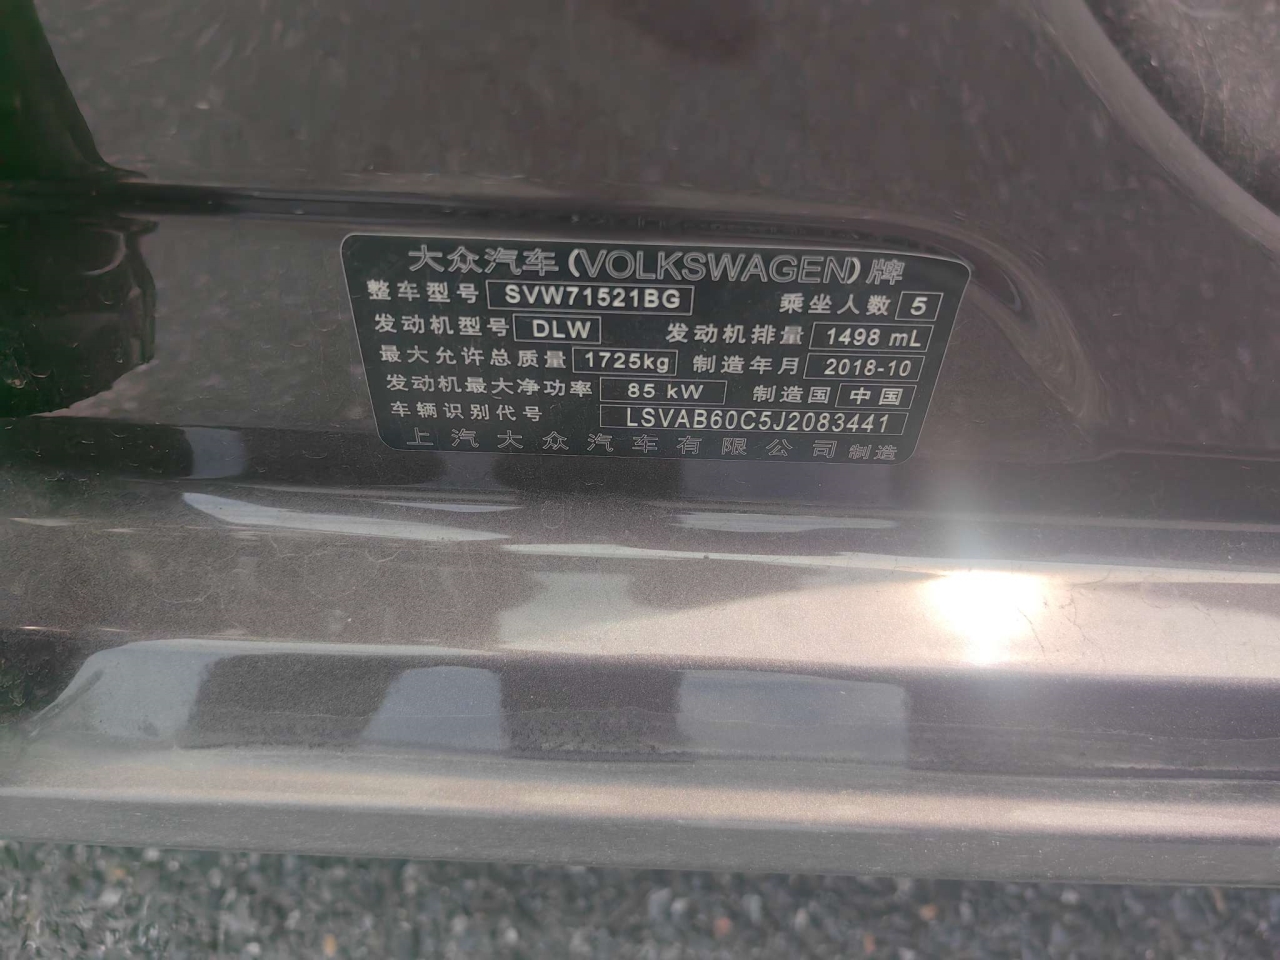 大众汽车(VOLKSWAGEN)牌
整车型号 SVW71521BG 乘坐人数 5
发动机型号 DLW 发动机排量 1498 mL
最大允许总质量 1725kg 制造年月 2018-10
发动机最大净功率 85 kW 制造国 中国
车辆识别代号 LSVAB60C5J2083441
上汽大众汽车有限公司 制造